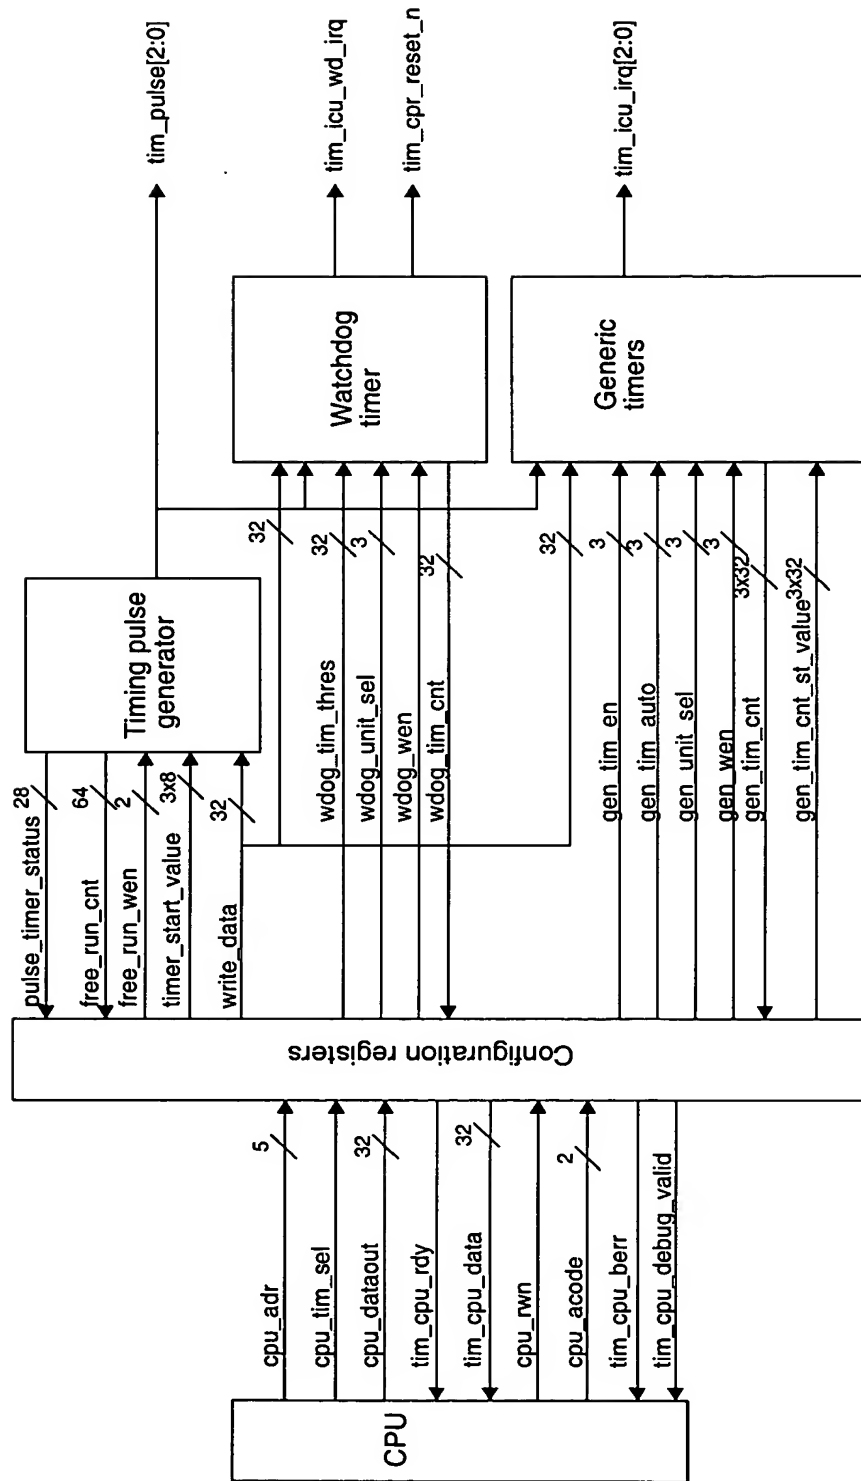 CPU
cpu_adr
5
cpu_tim_sel
cpu_dataout
32
tim_cpu_rdy
tim_cpu_data
32
cpu_rwn
cpu_acode
2
tim_cpu_berr
tim_cpu_debug_valid
Configuration registers
pulse_timer_status
28
free_run_cnt
64
free_run_wen
2
timer_start_value
3x8
write_data
32
Timing pulse
generator
tim_pulse[2:0]
32
wdog_tim_thres
32
wdog_unit_sel
3
wdog_wen
wdog_tim_cnt
32
Watchdog
timer
tim_icu_wd_irq
tim_cpr_reset_n
32
gen_tim_en
3
gen_tim_auto
3
gen_unit_sel
3
gen_wen
3
gen_tim_cnt
3x32
gen_tim_cnt_st_value
3x32
Generic
timers
tim_icu_irq[2:0]